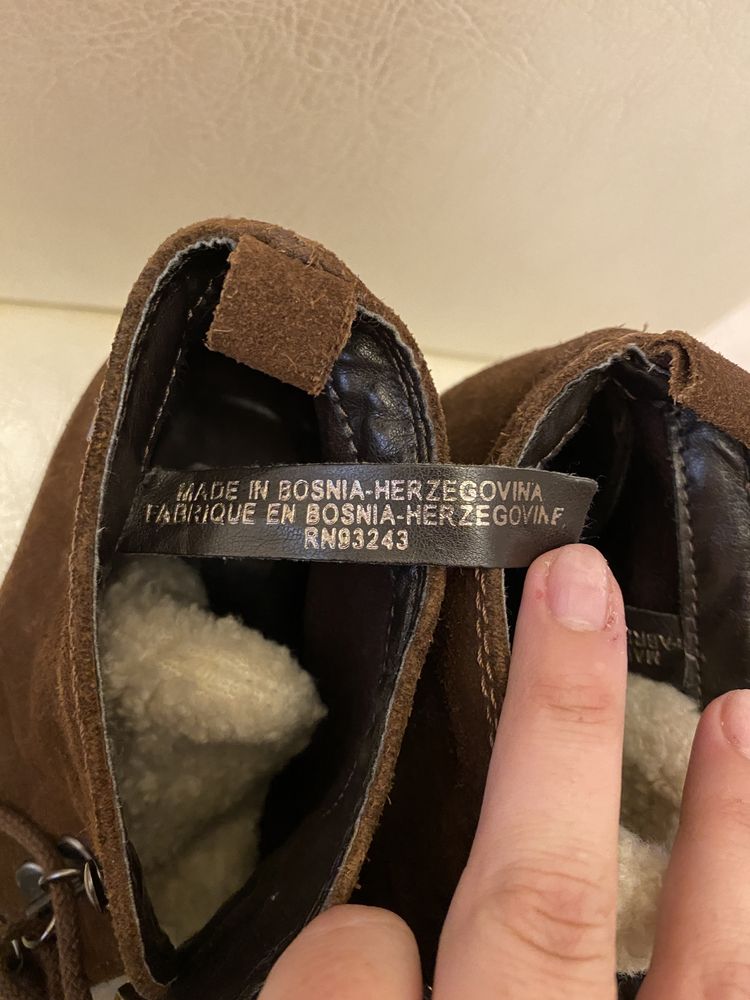 MADE IN BOSNIA-HERZEGOVINA
FABRIQUE EN BOSNIA-HERZEGOVINE
RN93243